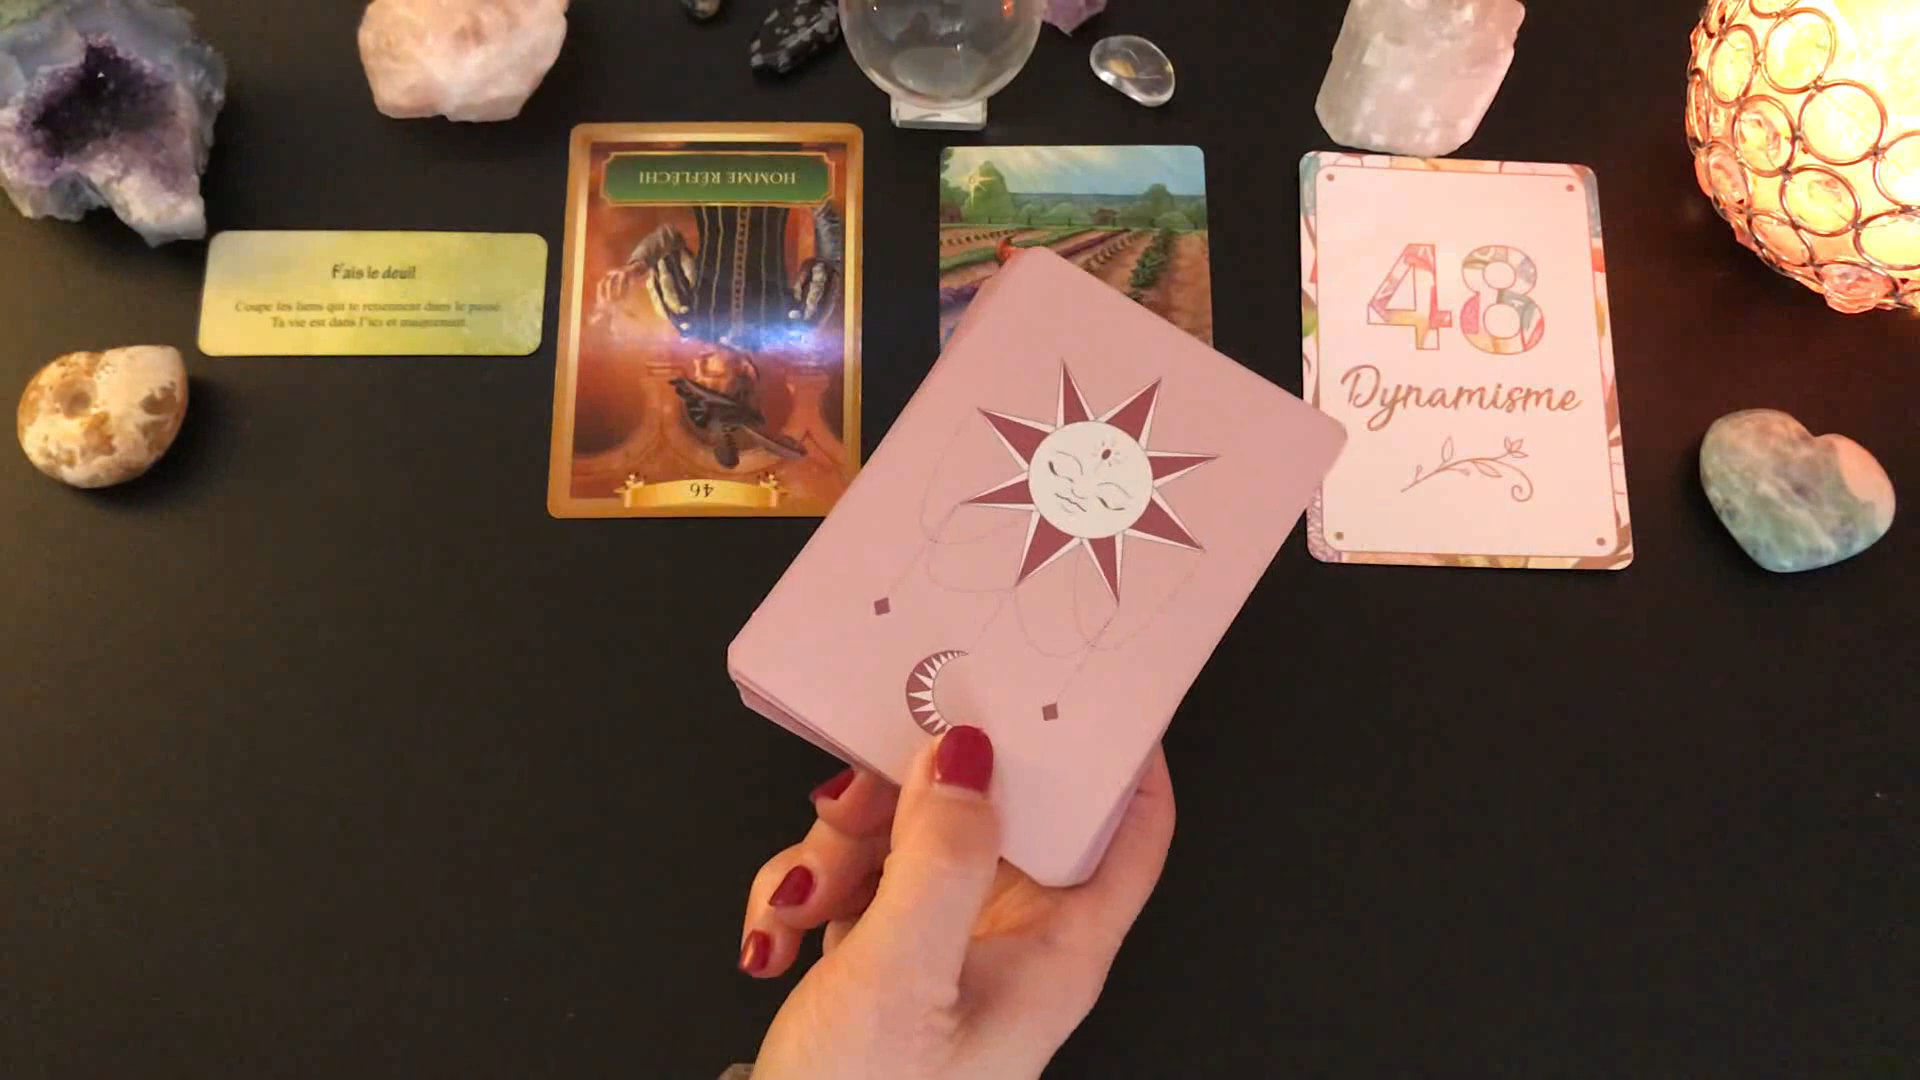 Fais le deuil
Coupe les liens qui te retiennent dans le passé.
Ta vie est dans l'ici et maintenant.
HOMME RÉFLÉCHI
46
48
Dynamisme